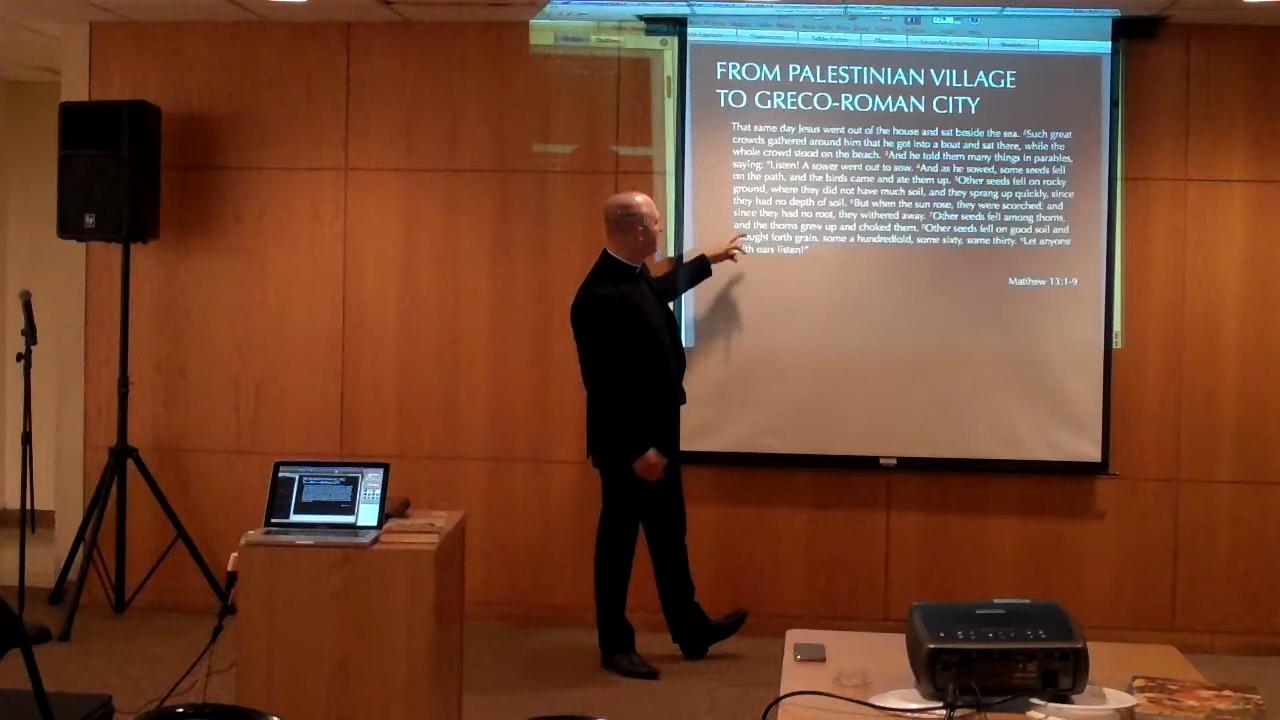 FROM PALESTINIAN VILLAGE
TO GRECO-ROMAN CITY
That same day Jesus went out of the house and sat beside the sea. ²Such great
crowds gathered around him that he got into a boat and sat there, while the
whole crowd stood on the beach. ³And he told them many things in parables,
saying: "Listen! A sower went out to sow. ⁴And as he sowed, some seeds fell
on the path, and the birds came and ate them up. ⁵Other seeds fell on rocky
ground, where they did not have much soil, and they sprang up quickly, since
they had no depth of soil. ⁶But when the sun rose, they were scorched; and
since they had no root, they withered away. ⁷Other seeds fell among thorns,
and the thorns grew up and choked them. ⁸Other seeds fell on good soil and
ought forth grain, some a hundredfold, some sixty, some thirty. ⁹Let anyone
ith ears listen!"
Matthew 13:1-9